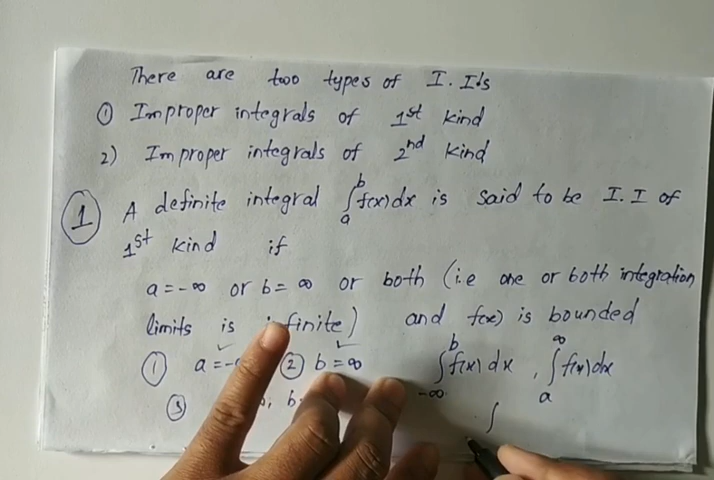 There are two types of I. I's
① Improper integrals of 1st kind
2) Improper integrals of 2nd kind
① A definite integral ∫ₐᵇ f(x) dx is said to be I. I of
1st kind if
a = -∞ or b = ∞ or both (i.e one or both integration
limits is infinite) and f(x) is bounded
① a = - ② b = ∞ ∫₋∞ᵇ f(x) dx , ∫ₐ^∞ f(x) dx
③ , b ∫